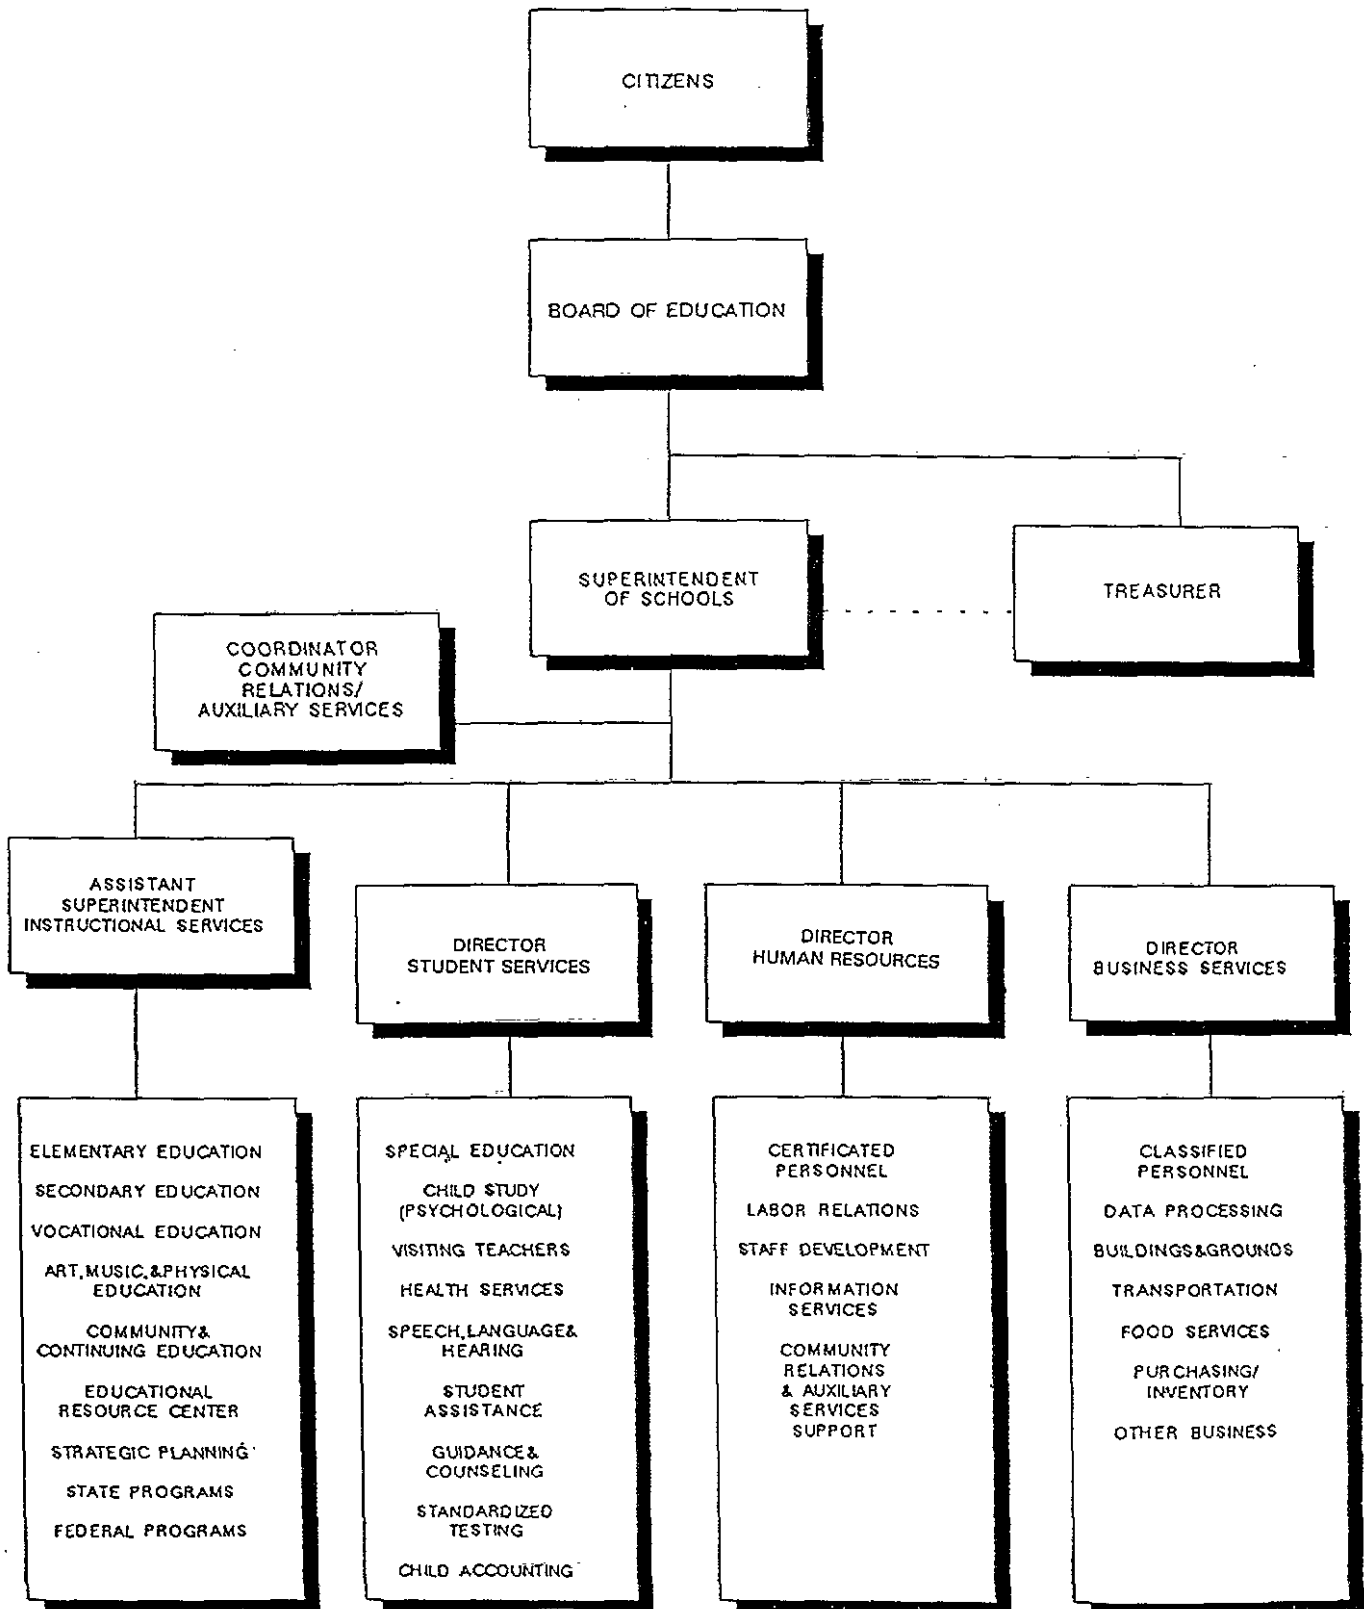 CITIZENS
BOARD OF EDUCATION
SUPERINTENDENT
OF SCHOOLS
TREASURER
COORDINATOR
COMMUNITY
RELATIONS/
AUXILIARY SERVICES
ASSISTANT
SUPERINTENDENT
INSTRUCTIONAL SERVICES
DIRECTOR
STUDENT SERVICES
DIRECTOR
HUMAN RESOURCES
DIRECTOR
BUSINESS SERVICES
ELEMENTARY EDUCATION
SECONDARY EDUCATION
VOCATIONAL EDUCATION
ART,MUSIC,&PHYSICAL
EDUCATION
COMMUNITY&
CONTINUING EDUCATION
EDUCATIONAL
RESOURCE CENTER
STRATEGIC PLANNING
STATE PROGRAMS
FEDERAL PROGRAMS
SPECIAL EDUCATION
CHILD STUDY
(PSYCHOLOGICAL)
VISITING TEACHERS
HEALTH SERVICES
SPEECH,LANGUAGE&
HEARING
STUDENT
ASSISTANCE
GUIDANCE&
COUNSELING
STANDARDIZED
TESTING
CHILD ACCOUNTING
CERTIFICATED
PERSONNEL
LABOR RELATIONS
STAFF DEVELOPMENT
INFORMATION
SERVICES
COMMUNITY
RELATIONS
& AUXILIARY
SERVICES
SUPPORT
CLASSIFIED
PERSONNEL
DATA PROCESSING
BUILDINGS&GROUNDS
TRANSPORTATION
FOOD SERVICES
PURCHASING/
INVENTORY
OTHER BUSINESS